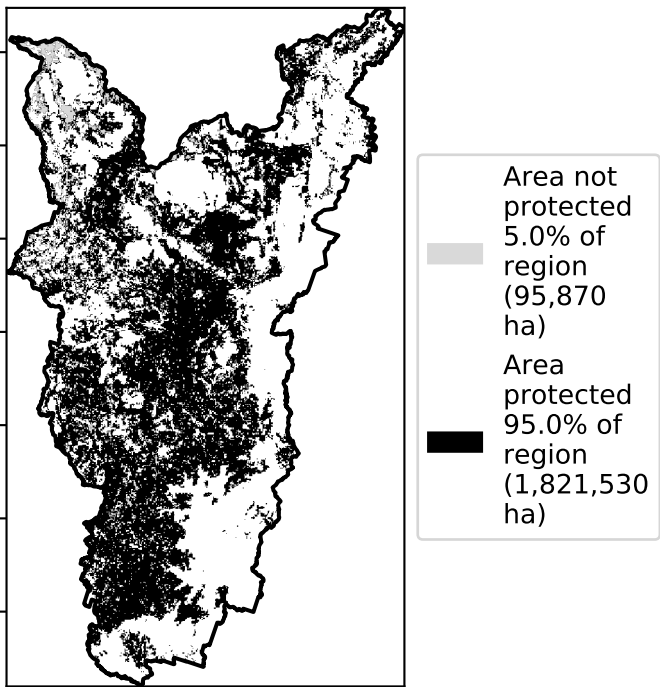 Area not
protected
5.0% of
region
(95,870
ha)
Area
protected
95.0% of
region
(1,821,530
ha)